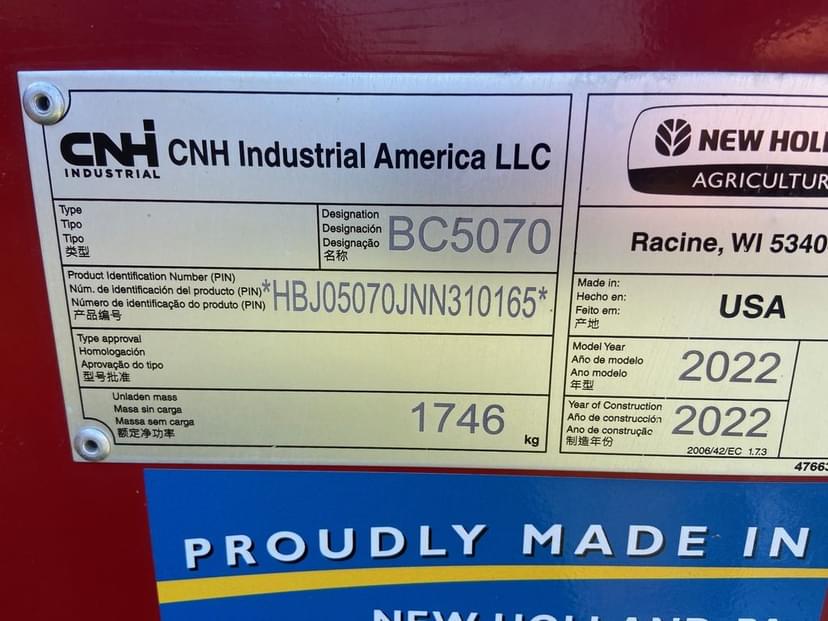 CNH
INDUSTRIAL
CNH Industrial America LLC
Type
Tipo
Tipo
类型
Designation
Designación
Designação
名称
BC5070
Product Identification Number (PIN)
Núm. de identificación del producto (PIN)
Número de identificação do produto (PIN)
产品编号
*HBJ05070JNN310165*
Type approval
Homologación
Aprovação do tipo
型号批准
Unladen mass
Masa sin carga
Massa sem carga
额定净功率
1746
kg
NEW HOLL
AGRICULTUR
Racine, WI 5340
Made in:
Hecho en:
Feito em:
产地
USA
Model Year
Año de modelo
Ano modelo
年型
2022
Year of Construction
Año de construcción
Ano de construção
制造年份
2022
2006/42/EC 1.7.3
4766
PROUDLY MADE IN
NEW HOLLAND, PA